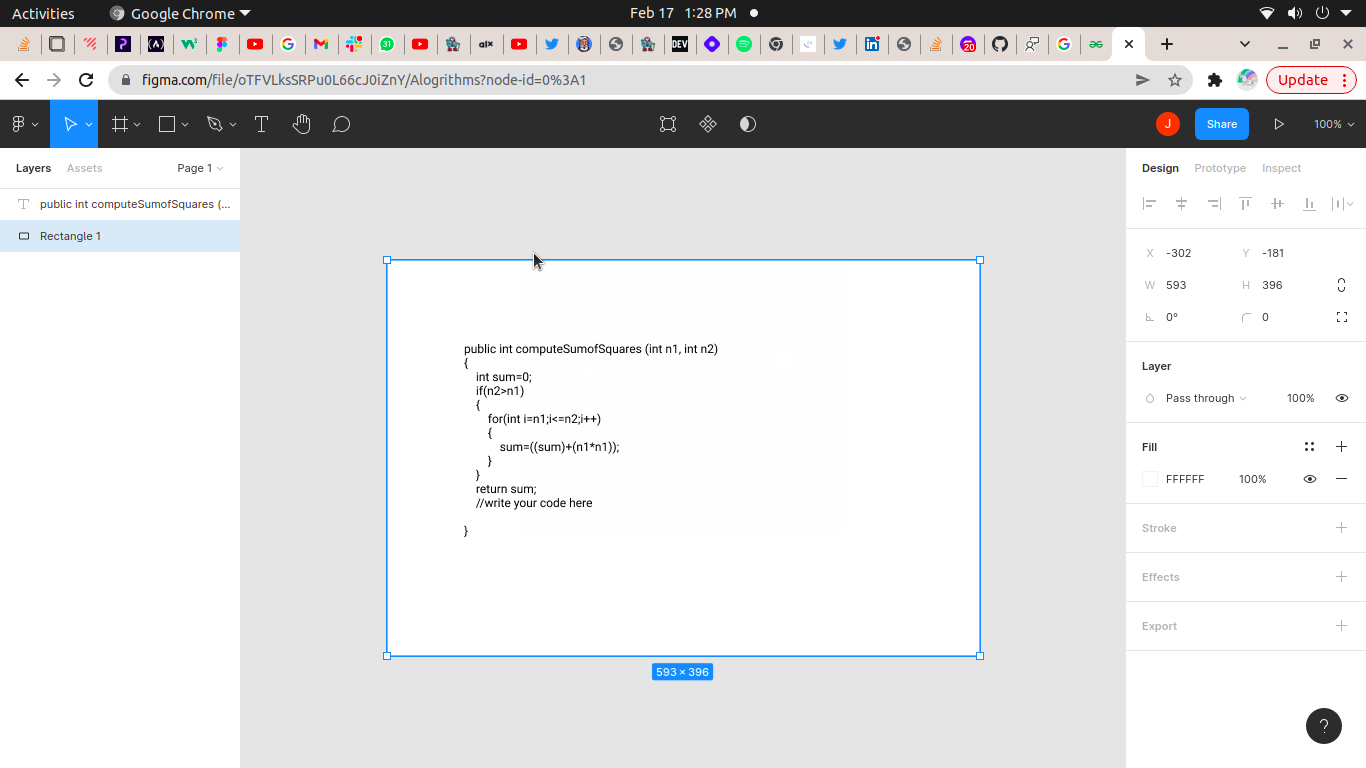 Activities
Google Chrome
Feb 17 1:28 PM
figma.com/file/oTFVLksSRPu0L66cJ0iZnY/Alogrithms?node-id=0%3A1
Update
J
Share
100%
Layers
Assets
Page 1
public int computeSumofSquares (...
Rectangle 1
public int computeSumofSquares (int n1, int n2)
{
int sum=0;
if(n2>n1)
{
for(int i=n1;i<=n2;i++)
{
sum=((sum)+(n1*n1));
}
}
return sum;
//write your code here
}
593 × 396
Design
Prototype
Inspect
X -302
Y -181
W 593
H 396
0°
0
Layer
Pass through
100%
Fill
FFFFFF
100%
Stroke
Effects
Export
?